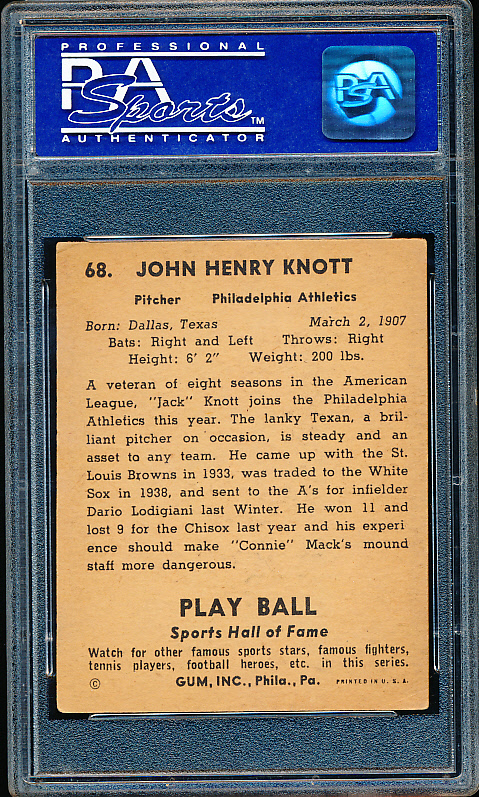 PROFESSIONAL
PSA
Sports™
AUTHENTICATOR
PSA
68. JOHN HENRY KNOTT
Pitcher Philadelphia Athletics
Born: Dallas, Texas March 2, 1907
Bats: Right and Left Throws: Right
Height: 6' 2" Weight: 200 lbs.
A veteran of eight seasons in the American
League, "Jack" Knott joins the Philadelphia
Athletics this year. The lanky Texan, a bril-
liant pitcher on occasion, is steady and an
asset to any team. He came up with the St.
Louis Browns in 1933, was traded to the White
Sox in 1938, and sent to the A's for infielder
Dario Lodigiani last Winter. He won 11 and
lost 9 for the Chisox last year and his experi
ence should make "Connie" Mack's mound
staff more dangerous.
PLAY BALL
Sports Hall of Fame
Watch for other famous sports stars, famous fighters,
tennis players, football heroes, etc. in this series.
© GUM, INC., Phila., Pa. PRINTED IN U. S. A.